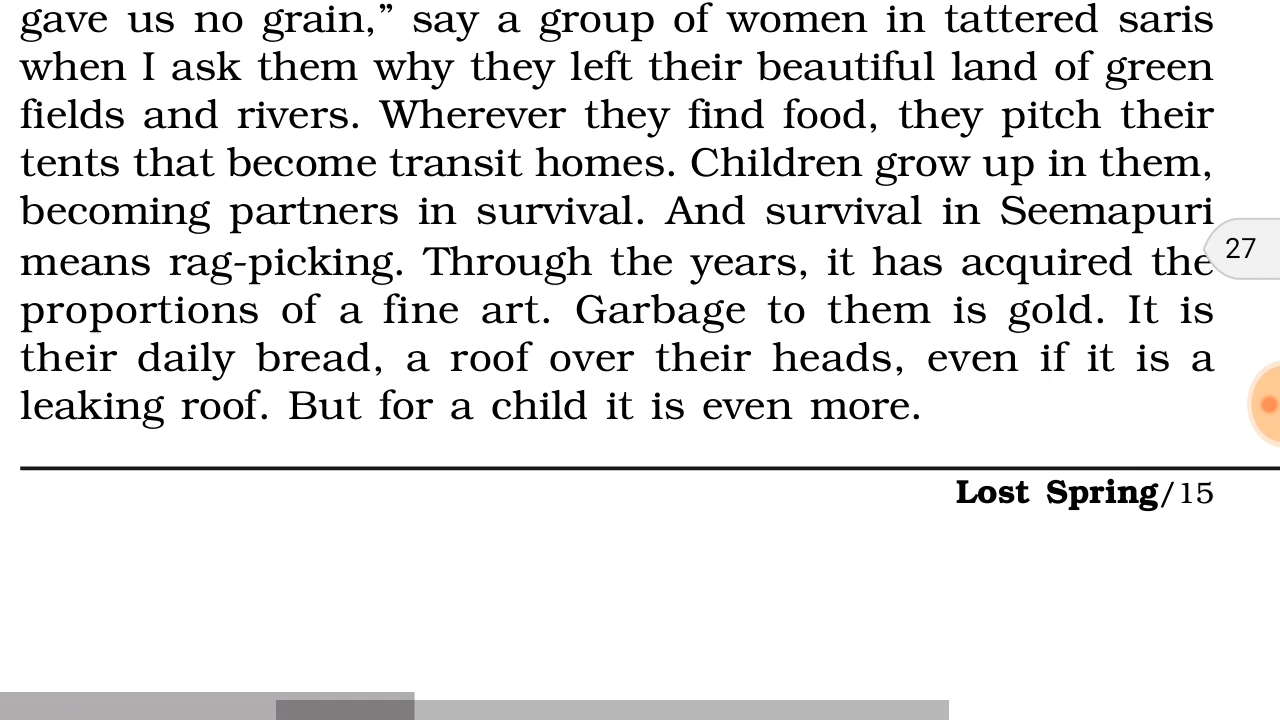 gave us no grain,” say a group of women in tattered saris
when I ask them why they left their beautiful land of green
fields and rivers. Wherever they find food, they pitch their
tents that become transit homes. Children grow up in them,
becoming partners in survival. And survival in Seemapuri
means rag-picking. Through the years, it has acquired the
27
proportions of a fine art. Garbage to them is gold. It is
their daily bread, a roof over their heads, even if it is a
leaking roof. But for a child it is even more.
Lost Spring/15